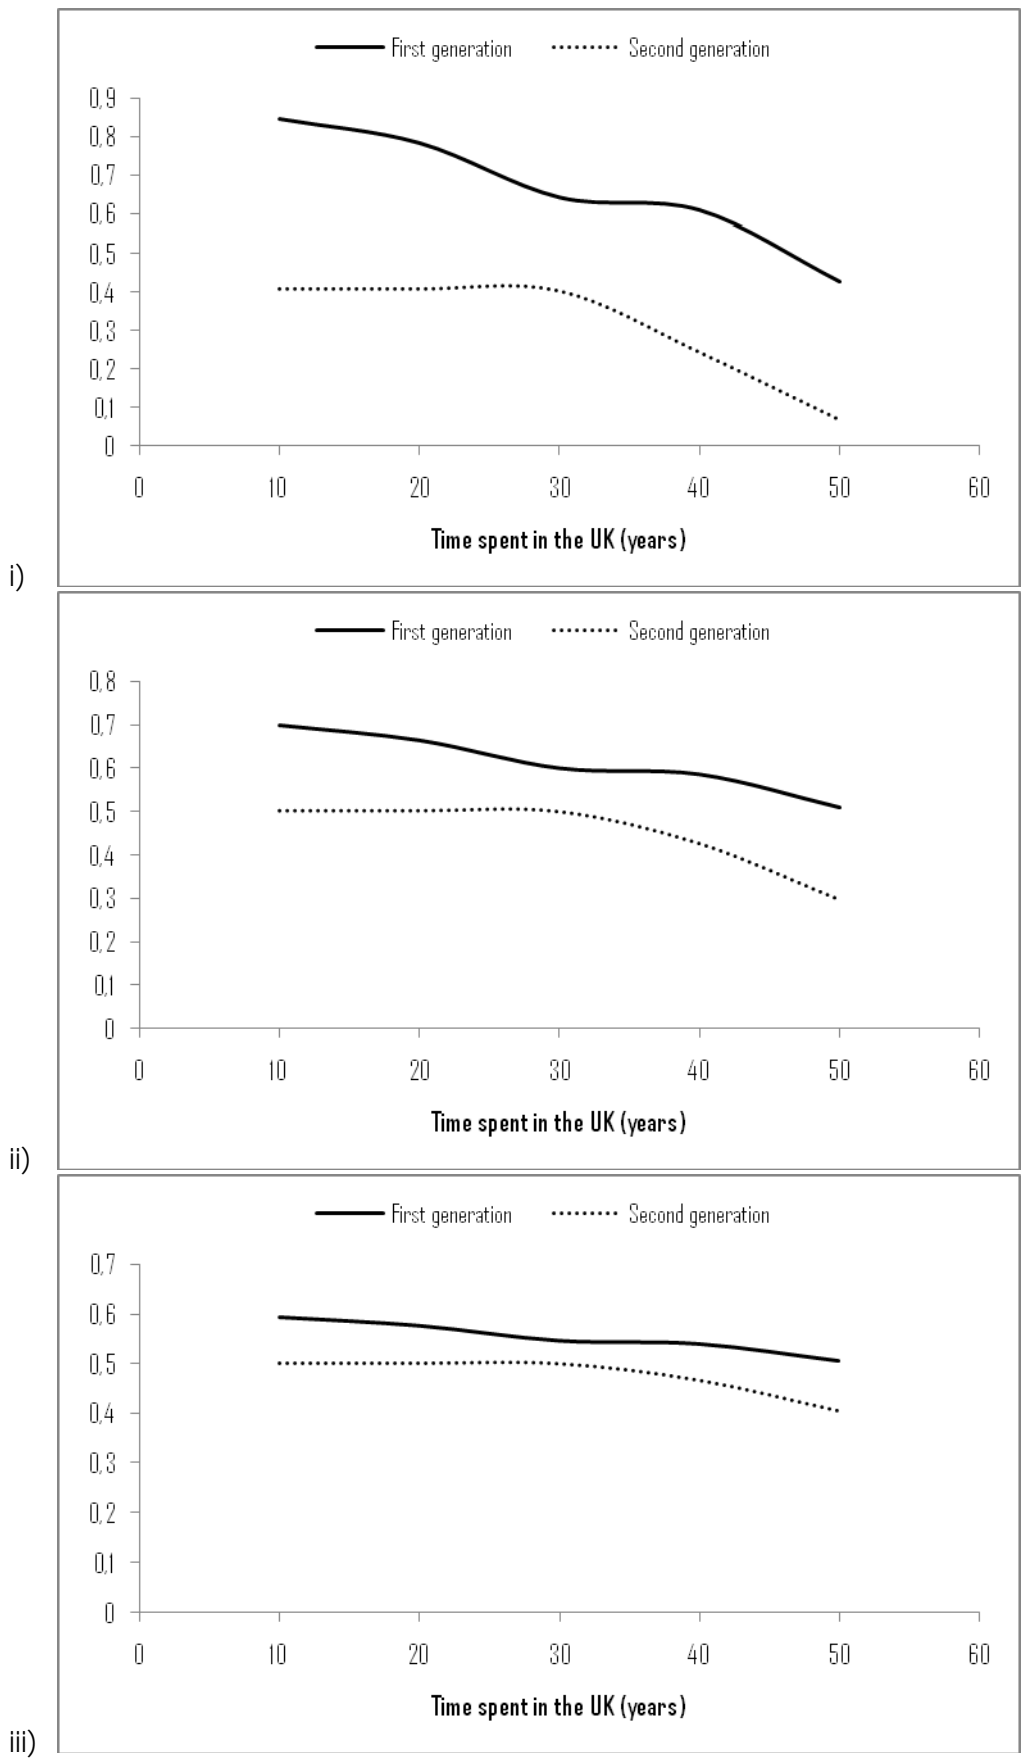 First generation Second generation
0,9
0,8
0,7
0,6
0,5
0,4
0,3
0,2
0,1
0
0 10 20 30 40 50 60
Time spent in the UK (years)
i)
First generation Second generation
0,8
0,7
0,6
0,5
0,4
0,3
0,2
0,1
0
0 10 20 30 40 50 60
Time spent in the UK (years)
ii)
First generation Second generation
0,7
0,6
0,5
0,4
0,3
0,2
0,1
0
0 10 20 30 40 50 60
Time spent in the UK (years)
iii)